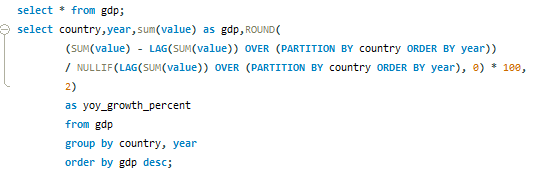 select * from gdp;
select country,year,sum(value) as gdp,ROUND(
(SUM(value) - LAG(SUM(value)) OVER (PARTITION BY country ORDER BY year))
/ NULLIF(LAG(SUM(value)) OVER (PARTITION BY country ORDER BY year), 0) * 100,
2)
as yoy_growth_percent
from gdp
group by country, year
order by gdp desc;